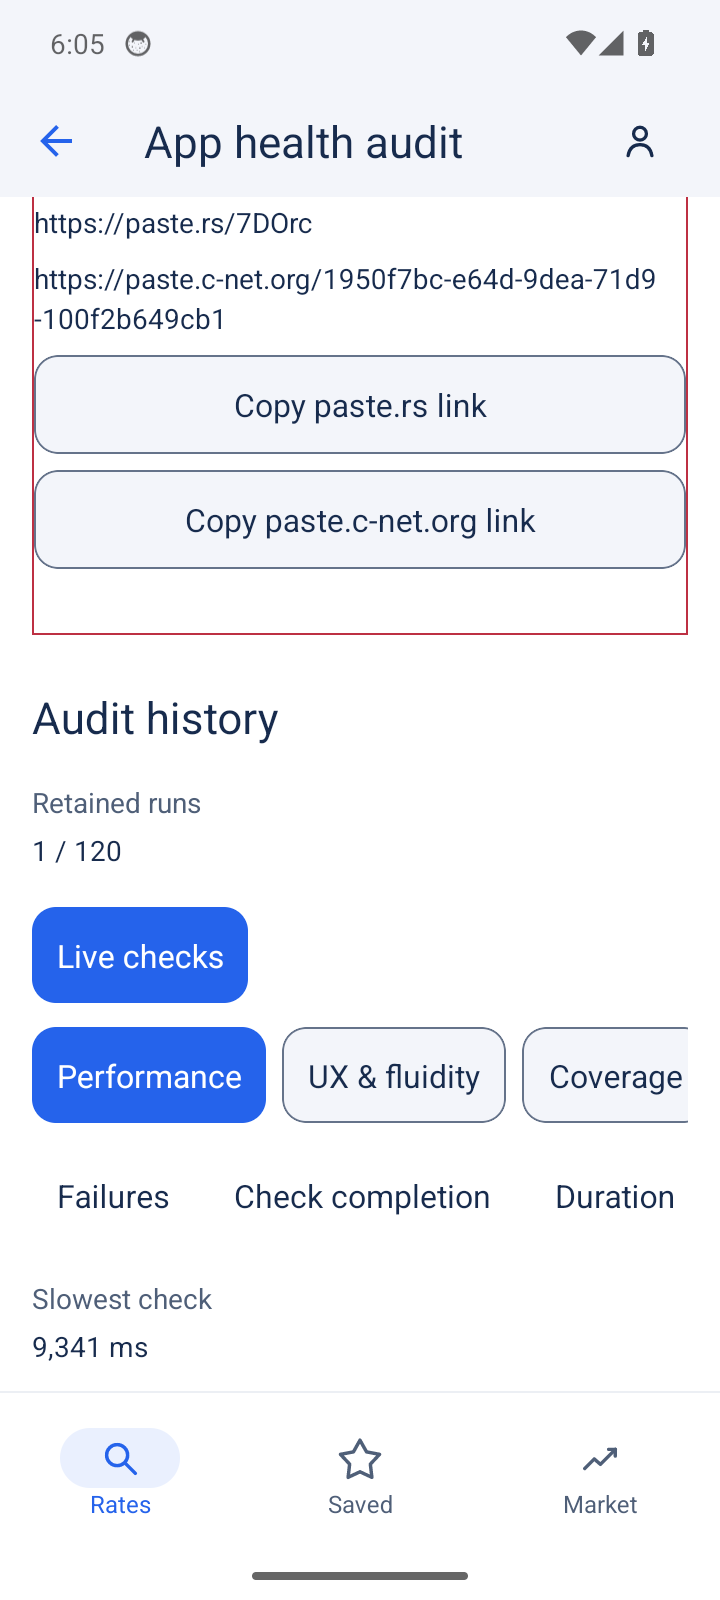 6:05
App health audit
https://paste.rs/7DOrc
https://paste.c-net.org/1950f7bc-e64d-9dea-71d9
-100f2b649cb1
Copy paste.rs link
Copy paste.c-net.org link
Audit history
Retained runs
1 / 120
Live checks
Performance UX & fluidity Coverage
Failures Check completion Duration
Slowest check
9,341 ms
Rates Saved Market